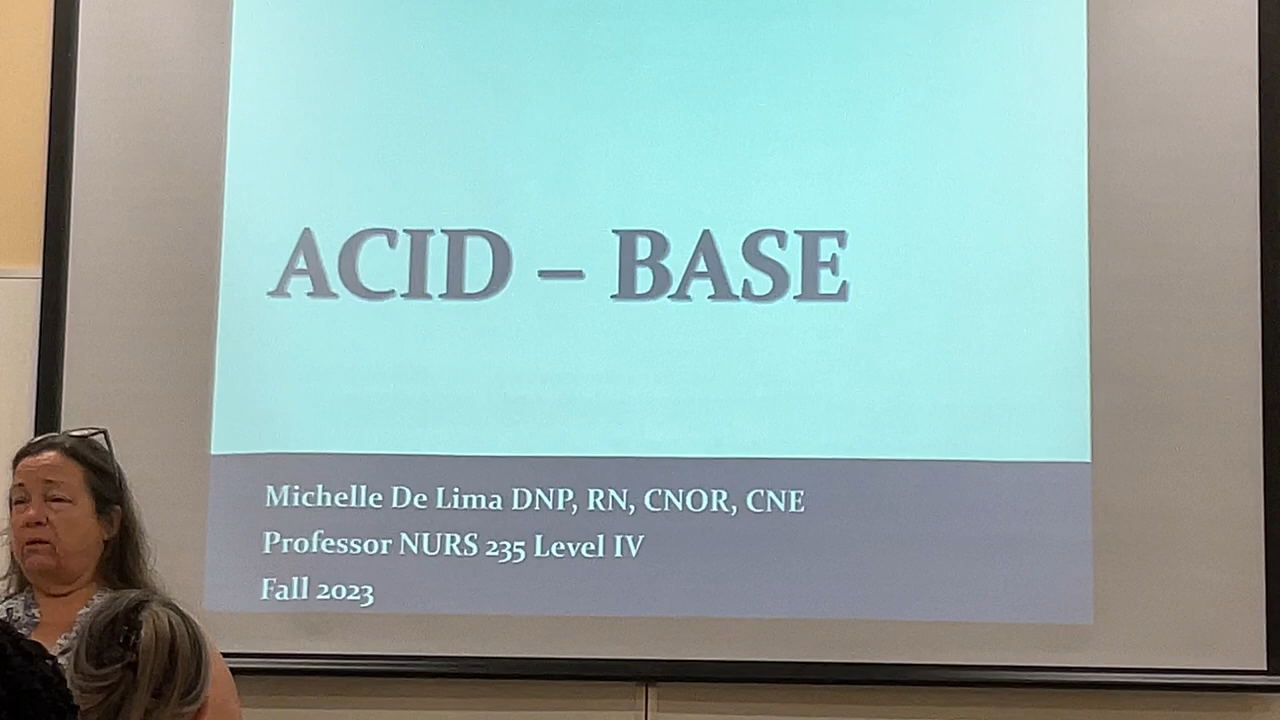 ACID – BASE
Michelle De Lima DNP, RN, CNOR, CNE
Professor NURS 235 Level IV
Fall 2023